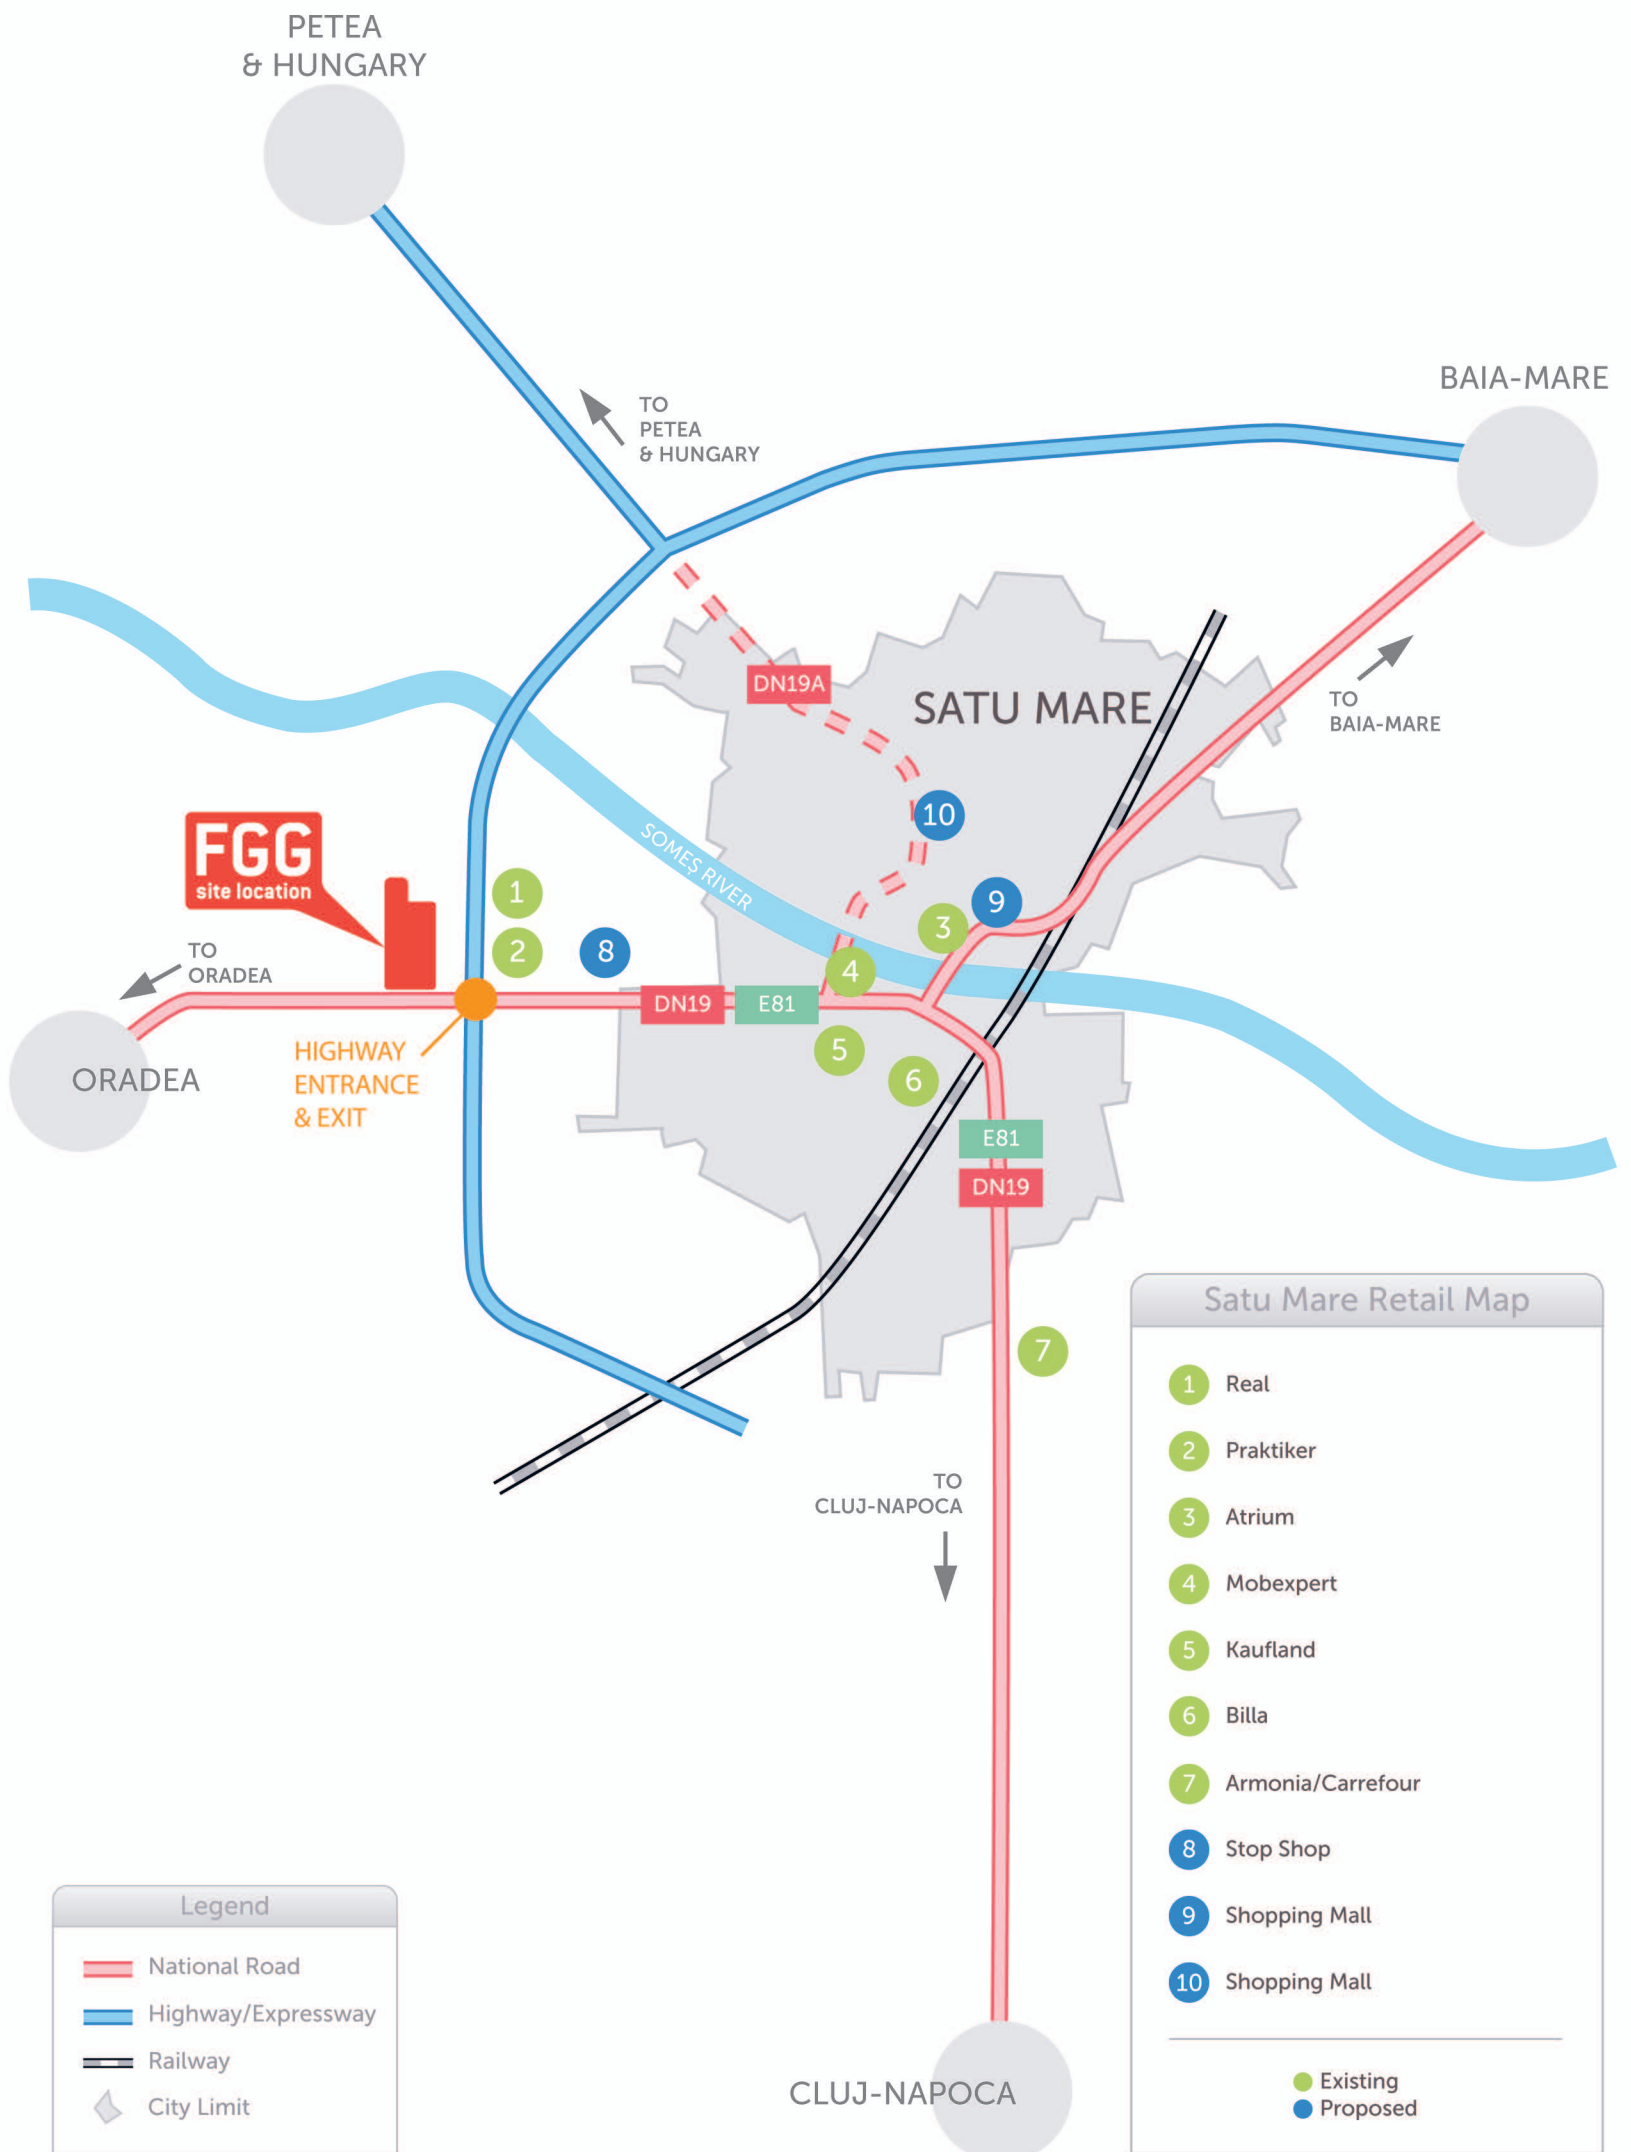 PETEA
& HUNGARY
BAIA-MARE
TO
PETEA
& HUNGARY
TO
BAIA-MARE
DN19A
SATU MARE
10
SOMEȘ RIVER
FGG
site location
1
2
8
3
9
4
TO
ORADEA
DN19
E81
ORADEA
HIGHWAY
ENTRANCE
& EXIT
5
6
E81
DN19
7
TO
CLUJ-NAPOCA
CLUJ-NAPOCA
Satu Mare Retail Map
1 Real
2 Praktiker
3 Atrium
4 Mobexpert
5 Kaufland
6 Billa
7 Armonia/Carrefour
8 Stop Shop
9 Shopping Mall
10 Shopping Mall
Existing
Proposed
Legend
National Road
Highway/Expressway
Railway
City Limit